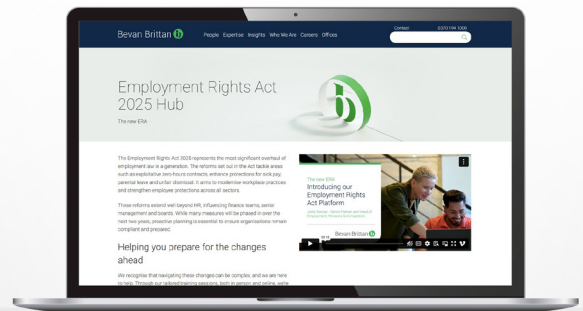 Bevan Brittan b
People Expertise Insights Who We Are Careers Offices
Contact 0370 194 1000
Employment Rights Act
2025 Hub
The new ERA
b
The Employment Rights Act 2025 represents the most significant overhaul of
employment law in a generation. The reforms set out in the Act tackle areas
such as exploitative zero-hours contracts, enhance protections for sick pay,
parental leave and unfair dismissal. It aims to modernise workplace practices
and strengthen employee protections across all sectors.
These reforms extend well beyond HR, influencing finance teams, senior
management and boards. While many measures will be phased in over the
next two years, proactive planning is essential to ensure organisations remain
compliant and prepared.
Helping you prepare for the changes
ahead
We recognise that navigating these changes can be complex, and we are here
to help. Through our tailored training sessions, both in person and online, we're
The new ERA
Introducing our
Employment Rights
Act Platform
Bevan Brittan b